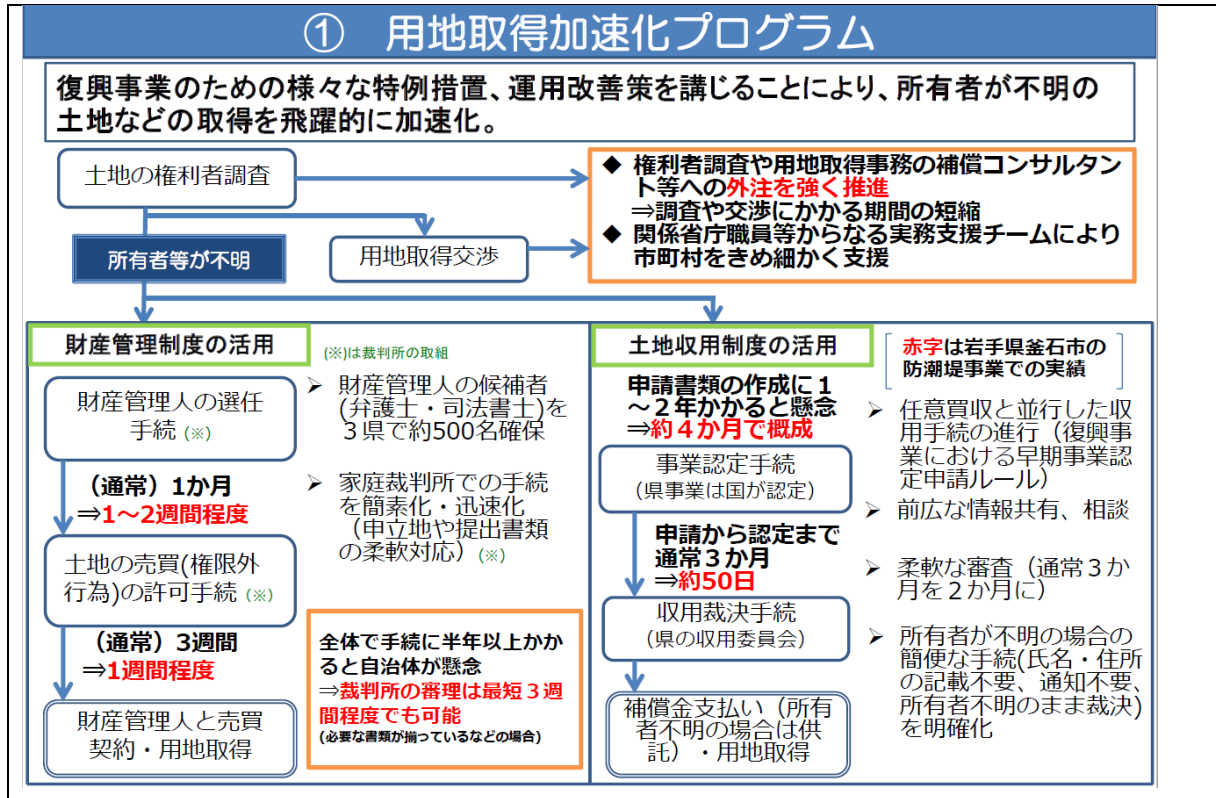 ① 用地取得加速化プログラム
復興事業のための様々な特例措置、運用改善策を講じることにより、所有者が不明の
土地などの取得を飛躍的に加速化。
土地の権利者調査
◆ 権利者調査や用地取得事務の補償コンサルタン
ト等への外注を強く推進
⇒調査や交渉にかかる期間の短縮
◆ 関係省庁職員等からなる実務支援チームにより
市町村をきめ細かく支援
所有者等が不明
用地取得交渉
財産管理制度の活用
(※)は裁判所の取組
財産管理人の選任
手続 (※)
➢ 財産管理人の候補者
(弁護士・司法書士)を
３県で約500名確保
（通常）1か月
⇒1～2週間程度
➢ 家庭裁判所での手続
を簡素化・迅速化
（申立地や提出書類
の柔軟対応）(※)
土地の売買(権限外
行為)の許可手続 (※)
（通常）3週間
⇒1週間程度
全体で手続に半年以上かか
ると自治体が懸念
⇒裁判所の審理は最短３週
間程度でも可能
(必要な書類が揃っているなどの場合)
財産管理人と売買
契約・用地取得
土地収用制度の活用
赤字は岩手県釜石市の
防潮堤事業での実績
申請書類の作成に１
～２年かかると懸念
⇒約４か月で概成
事業認定手続
（県事業は国が認定）
申請から認定まで
通常３か月
⇒約50日
収用裁決手続
（県の収用委員会）
補償金支払い（所有
者不明の場合は供
託）・用地取得
➢ 任意買収と並行した収
用手続の進行（復興事
業における早期事業認
定申請ルール）
➢ 前広な情報共有、相談
➢ 柔軟な審査（通常３か
月を２か月に）
➢ 所有者が不明の場合の
簡便な手続(氏名・住所
の記載不要、通知不要、
所有者不明のまま裁決)
を明確化